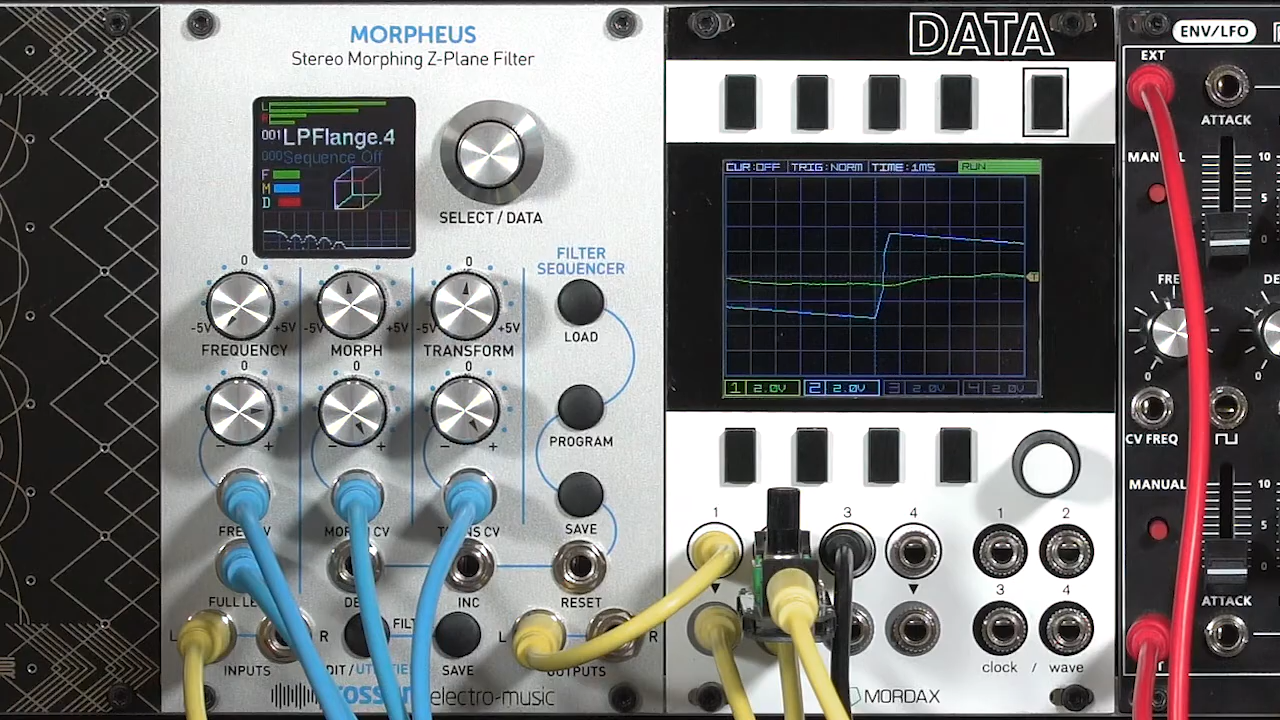 MORPHEUS
Stereo Morphing Z-Plane Filter
L
R
001 LPFlange.4
000 Sequence Off
F
M
D
SELECT / DATA
FILTER
SEQUENCER
0
0
-5V +5V -5V +5V -5V +5V
FREQUENCY MORPH TRANSFORM
LOAD
0 0 0
- + - + - +
PROGRAM
SAVE
INC
RESET
L R L R
INPUTS
SAVE
electro-music
DATA
CUR:OFF TRIG:NORM TIME:1MS RUN
T
1 2.0V 2 2.0V 3 2.0V 4 2.0V
1 3 4 1 2
3 4
clock / wave
MORDAX
ENV/LFO
EXT
ATTACK
10
5
0
0
CV FREQ
MANUAL
10
5
0
ATTACK